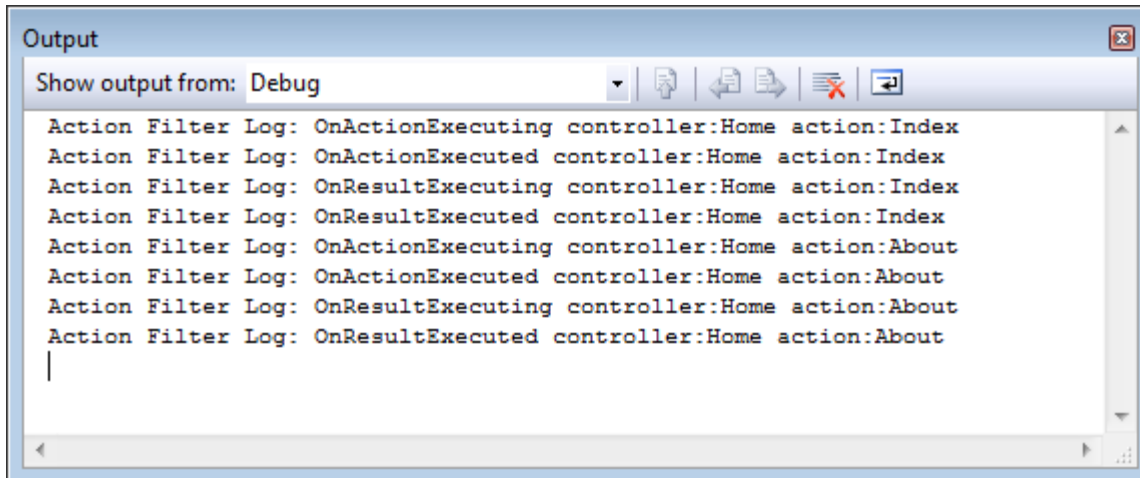 Output
Show output from: Debug
Action Filter Log: OnActionExecuting controller:Home action:Index
Action Filter Log: OnActionExecuted controller:Home action:Index
Action Filter Log: OnResultExecuting controller:Home action:Index
Action Filter Log: OnResultExecuted controller:Home action:Index
Action Filter Log: OnActionExecuting controller:Home action:About
Action Filter Log: OnActionExecuted controller:Home action:About
Action Filter Log: OnResultExecuting controller:Home action:About
Action Filter Log: OnResultExecuted controller:Home action:About